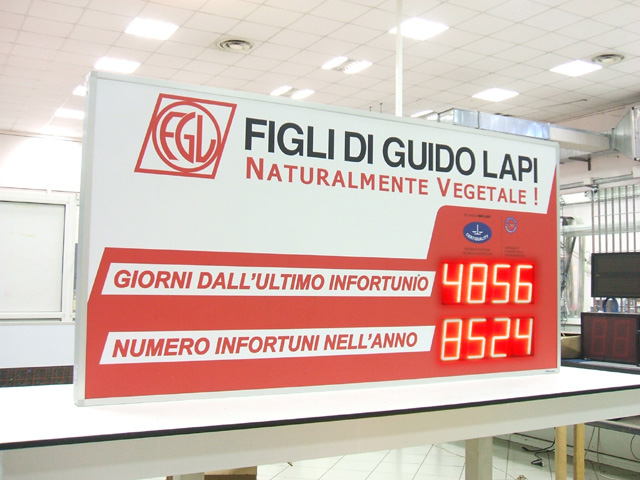 FGL
FIGLI DI GUIDO LAPI
NATURALMENTE VEGETALE !
GIORNI DALL'ULTIMO INFORTUNIO
4856
NUMERO INFORTUNI NELL'ANNO
8524